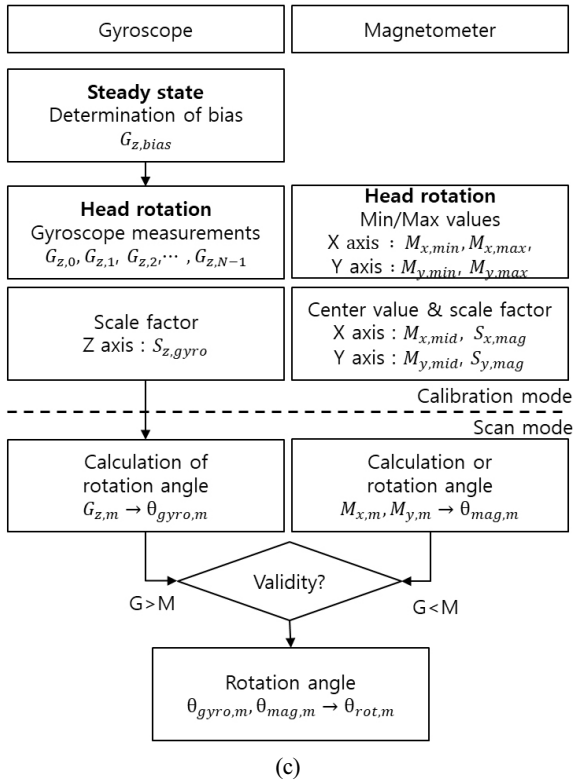 Gyroscope
Magnetometer
Steady state
Determination of bias
G_{z,bias}
Head rotation
Gyroscope measurements
G_{z,0}, G_{z,1}, G_{z,2}, ⋯ , G_{z,N−1}
Head rotation
Min/Max values
X axis : M_{x,min}, M_{x,max},
Y axis : M_{y.min}, M_{y.max}
Scale factor
Z axis : S_{z,gyro}
Center value & scale factor
X axis : M_{x,mid}, S_{x,mag}
Y axis : M_{y,mid}, S_{y,mag}
Calibration mode
Scan mode
Calculation of
rotation angle
G_{z,m} → θ_{gyro,m}
Calculation or
rotation angle
M_{x,m}, M_{y,m} → θ_{mag,m}
Validity?
G>M
G<M
Rotation angle
θ_{gyro,m}, θ_{mag,m} → θ_{rot,m}
(c)